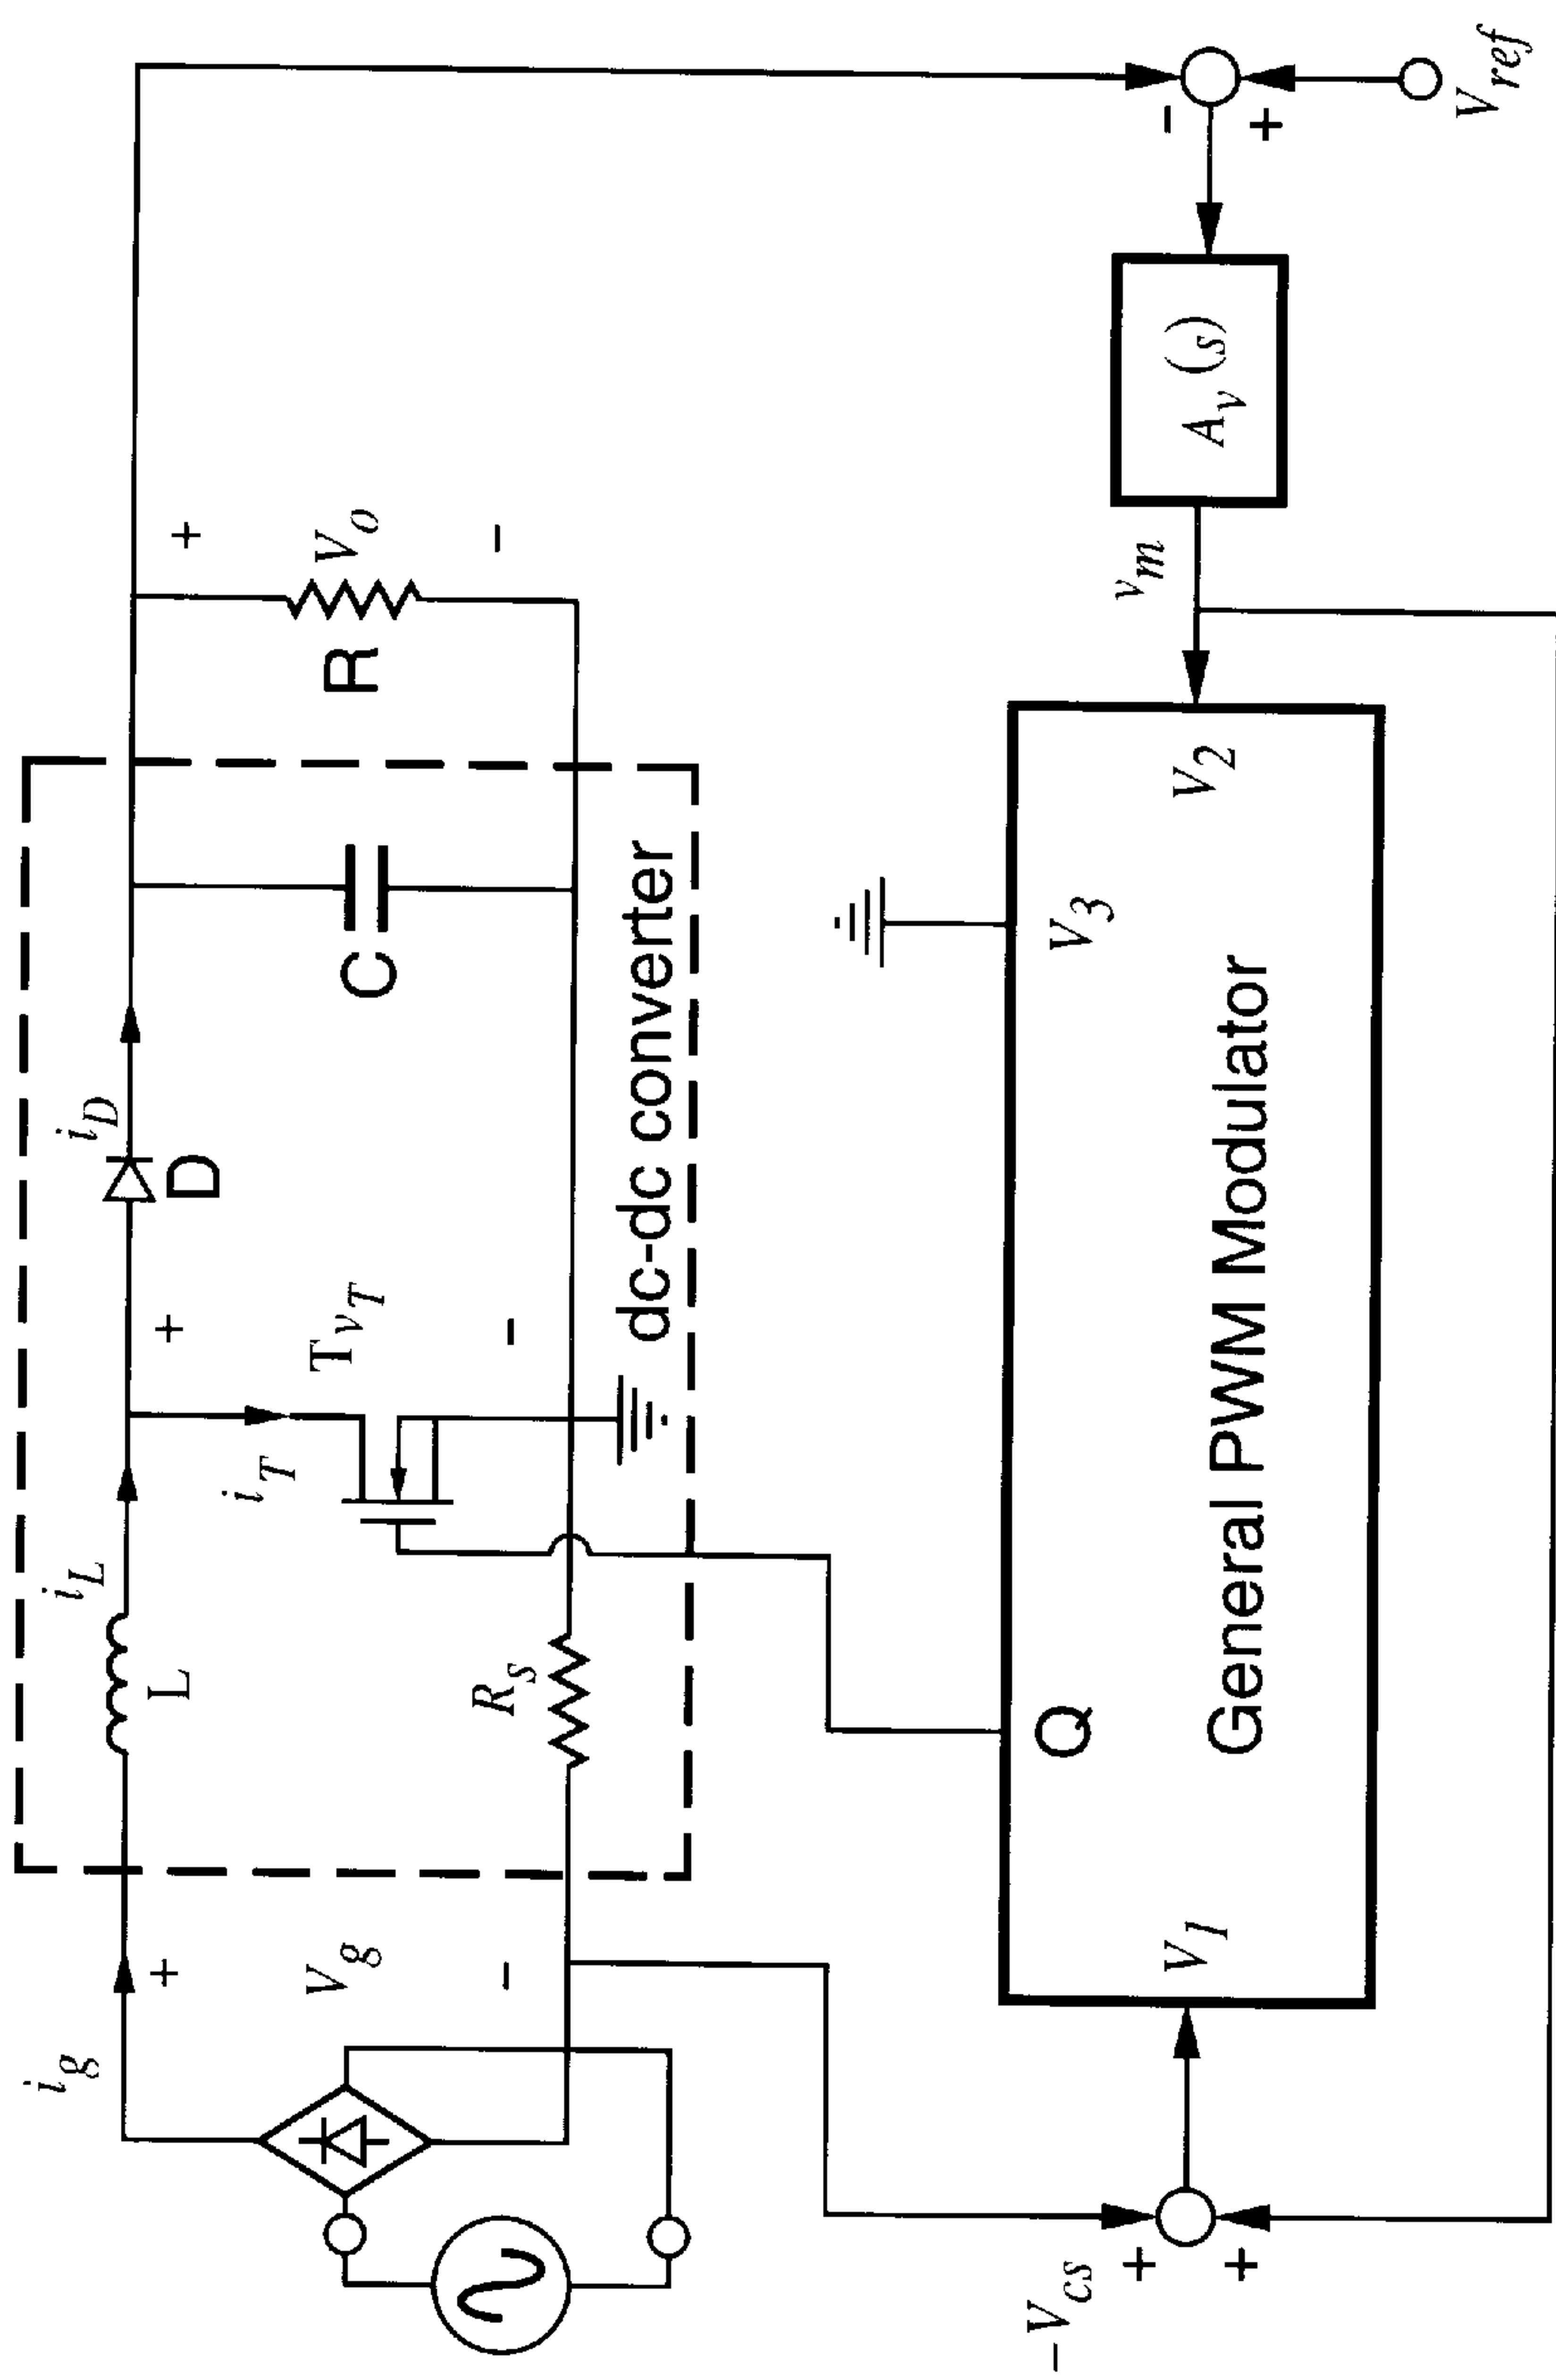 i_g
+
V_g
-
L
i_L
R_s
i_T
+
T v_T
-
D
i_D
C
dc-dc converter
R
+
V_o
-
-V_cs
+
+
V_1
Q
V_3
V_2
General PWM Modulator
v_m
A_v(s)
-
+
V_ref